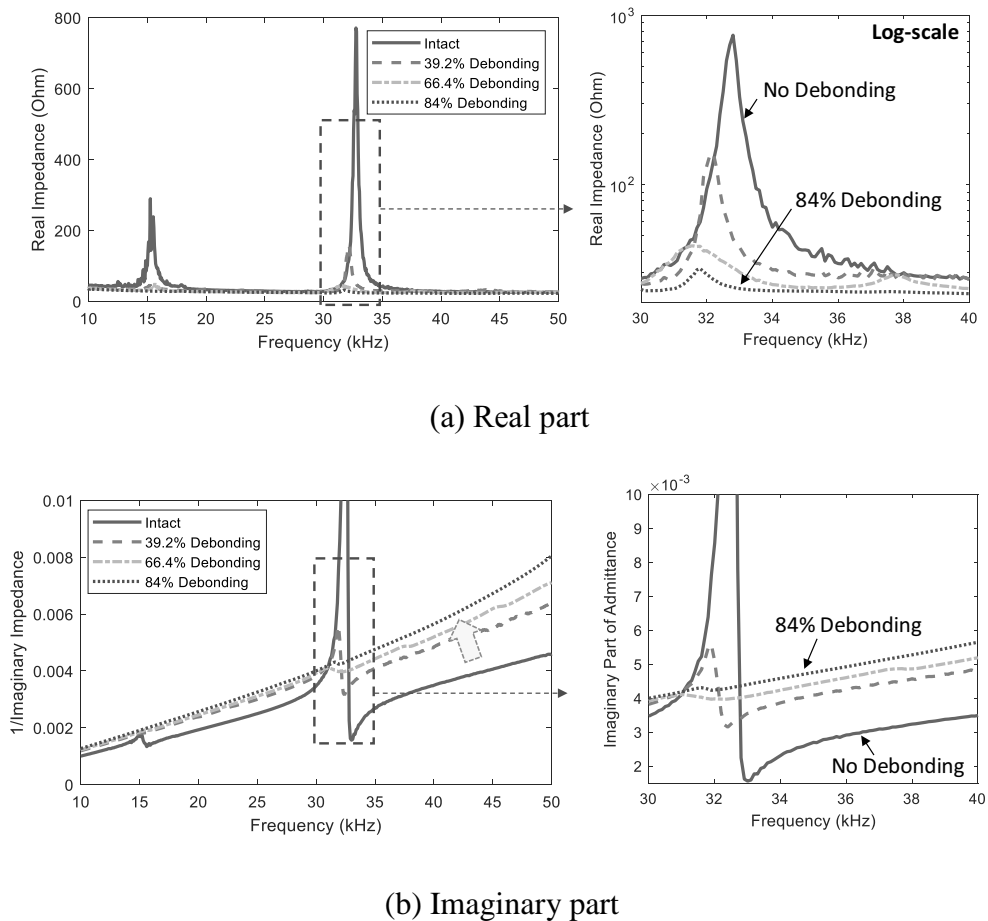 800
600
400
200
0
Real Impedance (Ohm)
Intact
39.2% Debonding
66.4% Debonding
84% Debonding
10 15 20 25 30 35 40 45 50
Frequency (kHz)
10^3
10^2
Real Impedance (Ohm)
Log-scale
No Debonding
84% Debonding
30 32 34 36 38 40
Frequency (kHz)
(a) Real part
0.01
0.008
0.006
0.004
0.002
0
1/Imaginary Impedance
Intact
39.2% Debonding
66.4% Debonding
84% Debonding
10 15 20 25 30 35 40 45 50
Frequency (kHz)
×10^-3
10
9
8
7
6
5
4
3
2
Imaginary Part of Admittance
84% Debonding
No Debonding
30 32 34 36 38 40
Frequency (kHz)
(b) Imaginary part